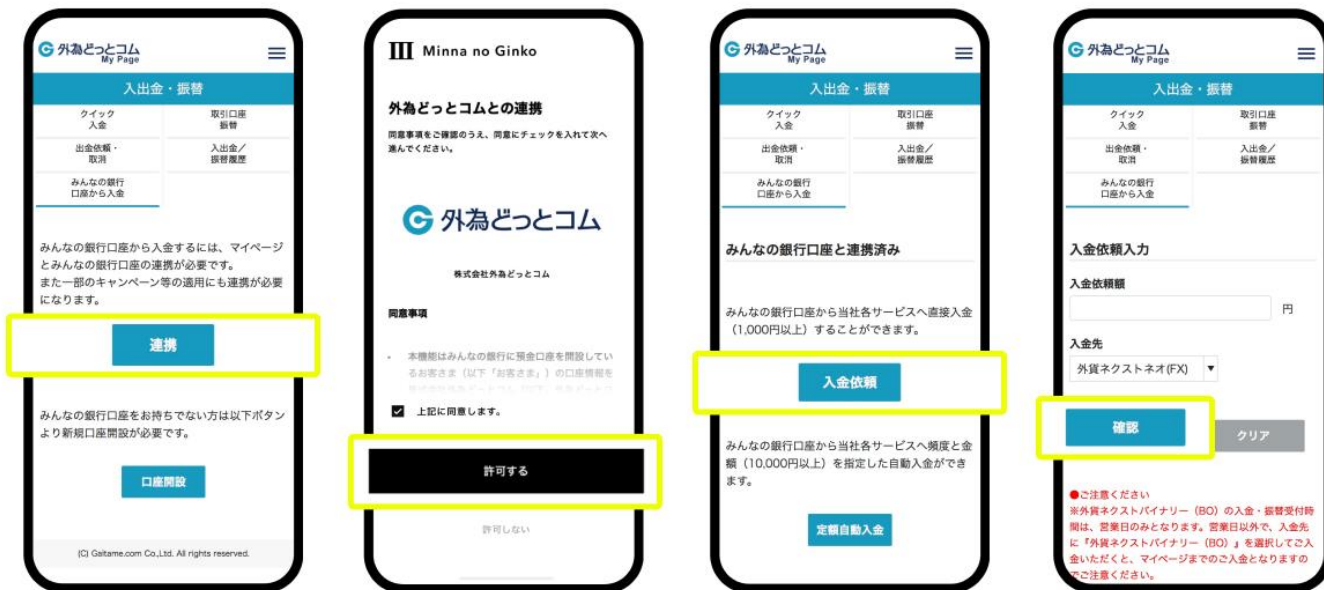 外為どっとコム
My Page
入出金・振替
クイック
入金
取引口座
振替
出金依頼・
取消
入出金／
振替履歴
みんなの銀行
口座から入金
みんなの銀行口座から入金するには、マイページ
とみんなの銀行口座の連携が必要です。
また一部のキャンペーン等の適用にも連携が必要
になります。
連携
みんなの銀行口座をお持ちでない方は以下ボタン
より新規口座開設が必要です。
口座開設
(C) Gaitame.com Co.,Ltd. All rights reserved.
Minna no Ginko
外為どっとコムとの連携
同意事項をご確認のうえ、同意にチェックを入れて次へ
進んでください。
外為どっとコム
株式会社外為どっとコム
同意事項
・ 本機能はみんなの銀行に預金口座を開設してい
るお客さま（以下「お客さま」）の口座情報を
上記に同意します。
許可する
許可しない
外為どっとコム
My Page
入出金・振替
クイック
入金
取引口座
振替
出金依頼・
取消
入出金／
振替履歴
みんなの銀行
口座から入金
みんなの銀行口座と連携済み
みんなの銀行口座から当社各サービスへ直接入金
（1,000円以上）することができます。
入金依頼
みんなの銀行口座から当社各サービスへ頻度と金
額（10,000円以上）を指定した自動入金ができ
ます。
定額自動入金
外為どっとコム
My Page
入出金・振替
クイック
入金
取引口座
振替
出金依頼・
取消
入出金／
振替履歴
みんなの銀行
口座から入金
入金依頼入力
入金依頼額
円
入金先
外貨ネクストネオ(FX) ▼
確認
クリア
●ご注意ください
※外貨ネクストバイナリー（BO）の入金・振替受付時
間は、営業日のみとなります。営業日以外で、入金先
に『外貨ネクストバイナリー（BO）』を選択してご入
金いただくと、マイページまでのご入金となりますの
でご注意ください。